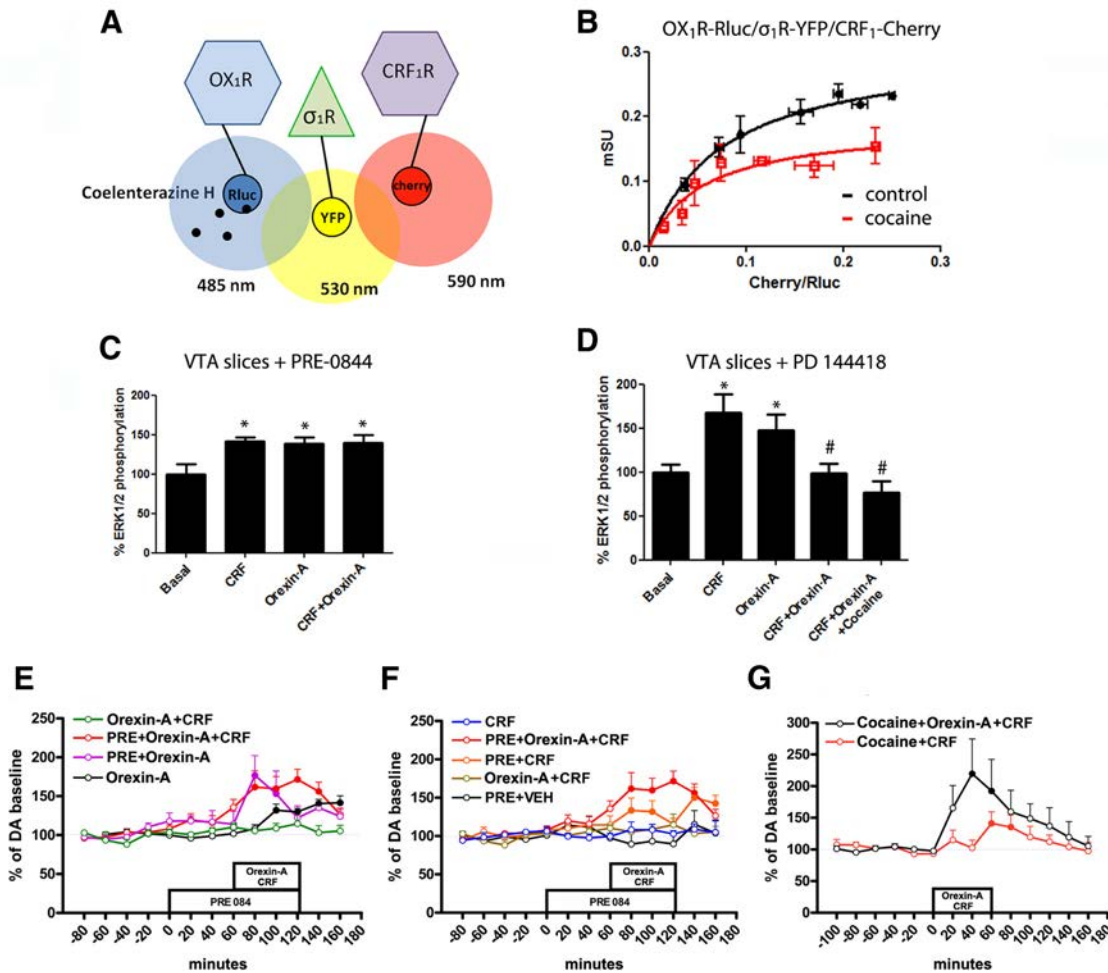 A
OX₁R
σ₁R
CRF₁R
Coelenterazine H
Rluc
YFP
cherry
485 nm
530 nm
590 nm
B
OX₁R-Rluc/σ₁R-YFP/CRF₁-Cherry
mSU
0.3
0.2
0.1
0.0
control
cocaine
0.0 0.1 0.2 0.3
Cherry/Rluc
C
VTA slices + PRE-0844
% ERK1/2 phosphorylation
200
150
100
50
0
* * *
Basal CRF Orexin-A CRF+Orexin-A
D
VTA slices + PD 144418
% ERK1/2 phosphorylation
200
150
100
50
0
* * # #
Basal CRF Orexin-A CRF+Orexin-A CRF+Orexin-A
+Cocaine
E
Orexin-A+CRF
PRE+Orexin-A+CRF
PRE+Orexin-A
Orexin-A
% of DA baseline
250
200
150
100
50
0
Orexin-A
CRF
PRE 084
-80 -60 -40 -20 0 20 40 60 80 100 120 140 160 180
minutes
F
CRF
PRE+Orexin-A+CRF
PRE+CRF
Orexin-A+CRF
PRE+VEH
% of DA baseline
250
200
150
100
50
0
Orexin-A
CRF
PRE 084
-80 -60 -40 -20 0 20 40 60 80 100 120 140 160 180
minutes
G
Cocaine+Orexin-A+CRF
Cocaine+CRF
% of DA baseline
300
250
200
150
100
50
0
Orexin-A
CRF
-100 -80 -60 -40 -20 0 20 40 60 80 100 120 140 160 180
minutes